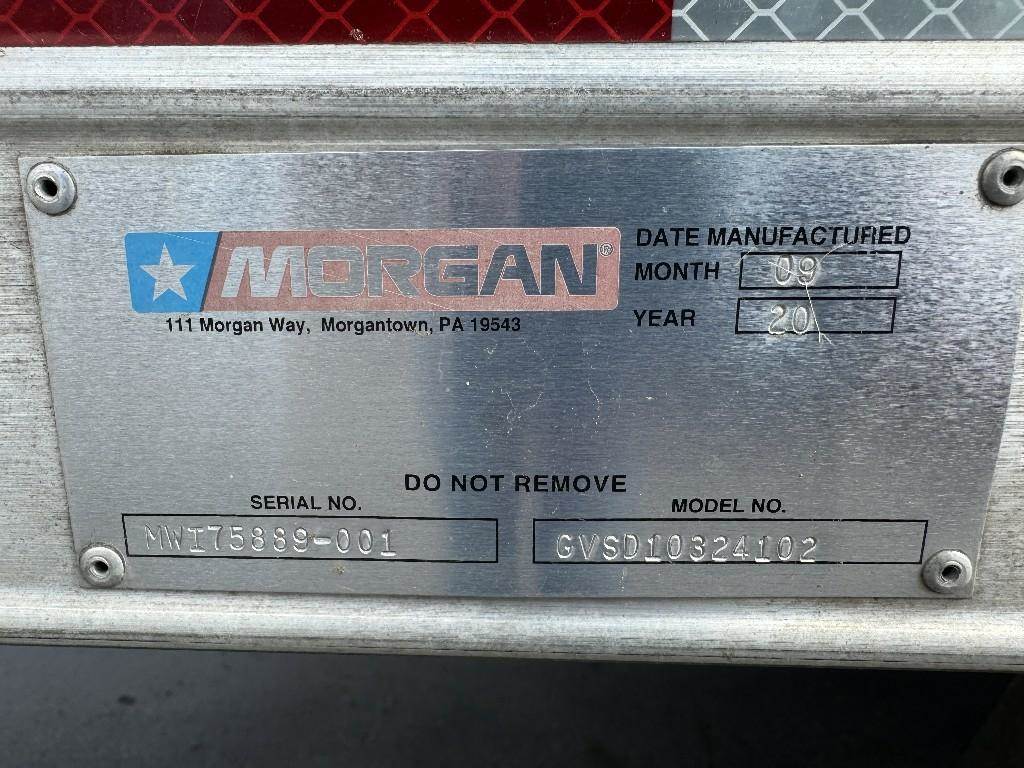 MORGAN®
111 Morgan Way, Morgantown, PA 19543
DATE MANUFACTURED
MONTH 09
YEAR 20
DO NOT REMOVE
SERIAL NO.
MWI75889-001
MODEL NO.
GVSD10324102